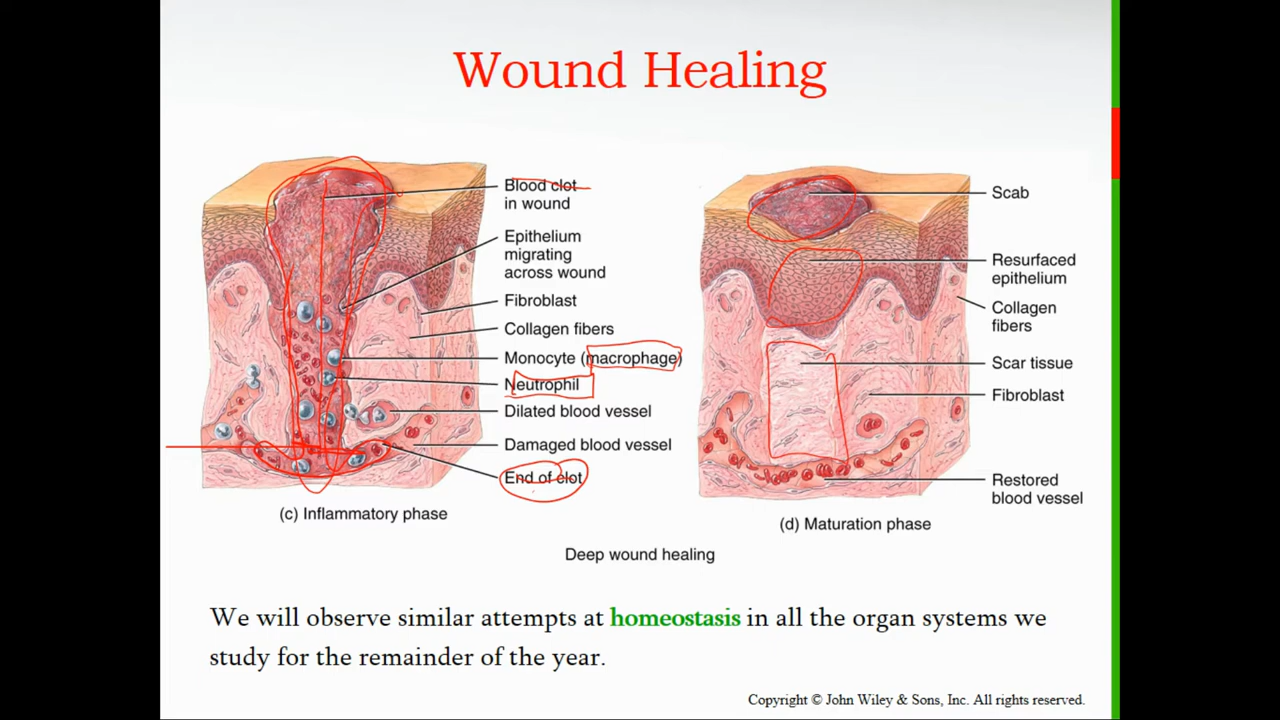 Wound Healing
Blood clot
in wound
Epithelium
migrating
across wound
Fibroblast
Collagen fibers
Monocyte (macrophage)
Neutrophil
Dilated blood vessel
Damaged blood vessel
End of clot
(c) Inflammatory phase
Scab
Resurfaced
epithelium
Collagen
fibers
Scar tissue
Fibroblast
Restored
blood vessel
(d) Maturation phase
Deep wound healing
We will observe similar attempts at homeostasis in all the organ systems we
study for the remainder of the year.
Copyright © John Wiley & Sons, Inc. All rights reserved.